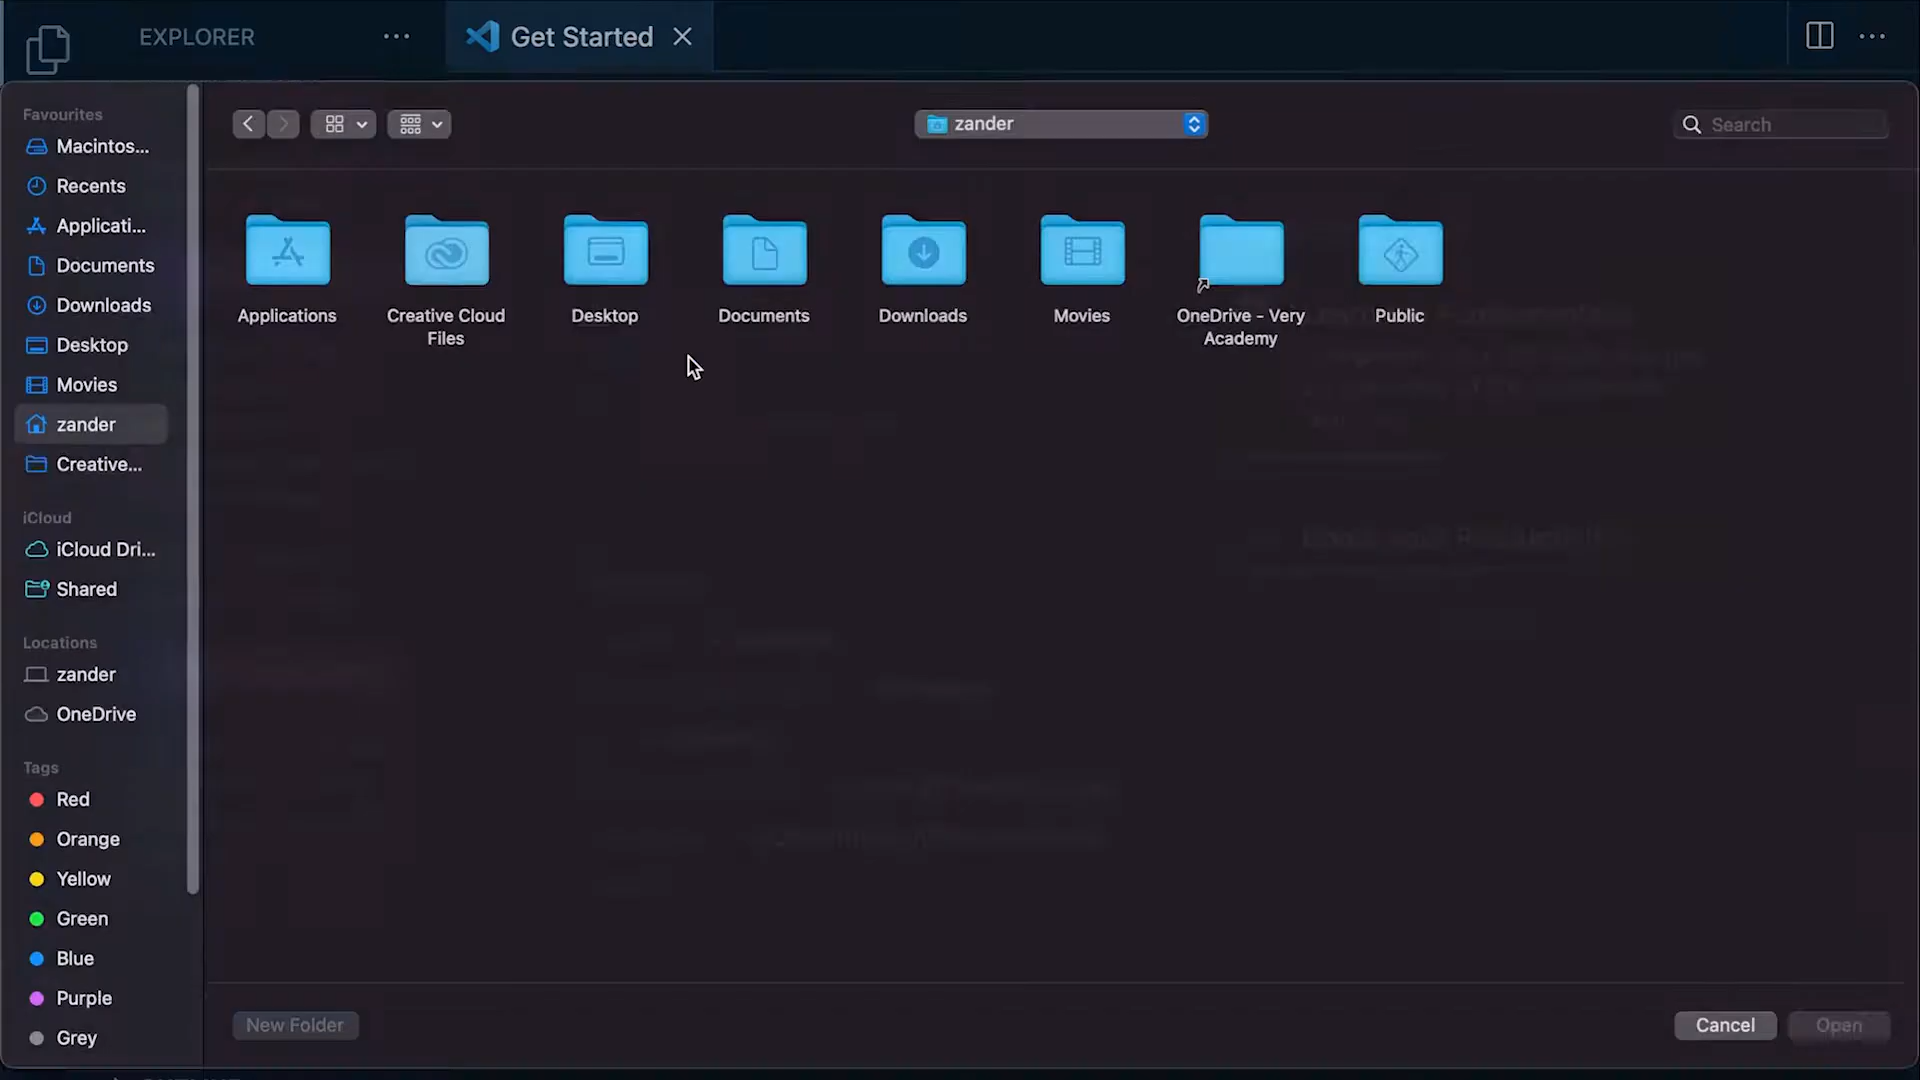 EXPLORER
Get Started
Favourites
Macintos...
Recents
Applicati...
Documents
Downloads
Desktop
Movies
zander
Creative...
iCloud
iCloud Dri...
Shared
Locations
zander
OneDrive
Tags
Red
Orange
Yellow
Green
Blue
Purple
Grey
zander
Search
Applications
Creative Cloud
Files
Desktop
Documents
Downloads
Movies
OneDrive - Very
Academy
Public
New Folder
Cancel
Open